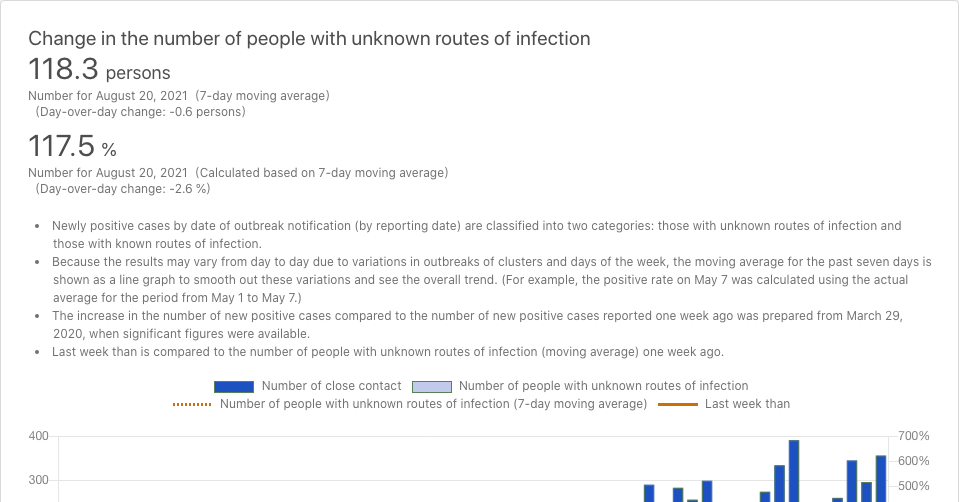 Change in the number of people with unknown routes of infection
118.3 persons
Number for August 20, 2021 (7-day moving average)
(Day-over-day change: -0.6 persons)
117.5 %
Number for August 20, 2021 (Calculated based on 7-day moving average)
(Day-over-day change: -2.6 %)
• Newly positive cases by date of outbreak notification (by reporting date) are classified into two categories: those with unknown routes of infection and
those with known routes of infection.
• Because the results may vary from day to day due to variations in outbreaks of clusters and days of the week, the moving average for the past seven days is
shown as a line graph to smooth out these variations and see the overall trend. (For example, the positive rate on May 7 was calculated using the actual
average for the period from May 1 to May 7.)
• The increase in the number of new positive cases compared to the number of new positive cases reported one week ago was prepared from March 29,
2020, when significant figures were available.
• Last week than is compared to the number of people with unknown routes of infection (moving average) one week ago.
Number of close contact Number of people with unknown routes of infection
Number of people with unknown routes of infection (7-day moving average) Last week than
400 700%
600%
300 500%